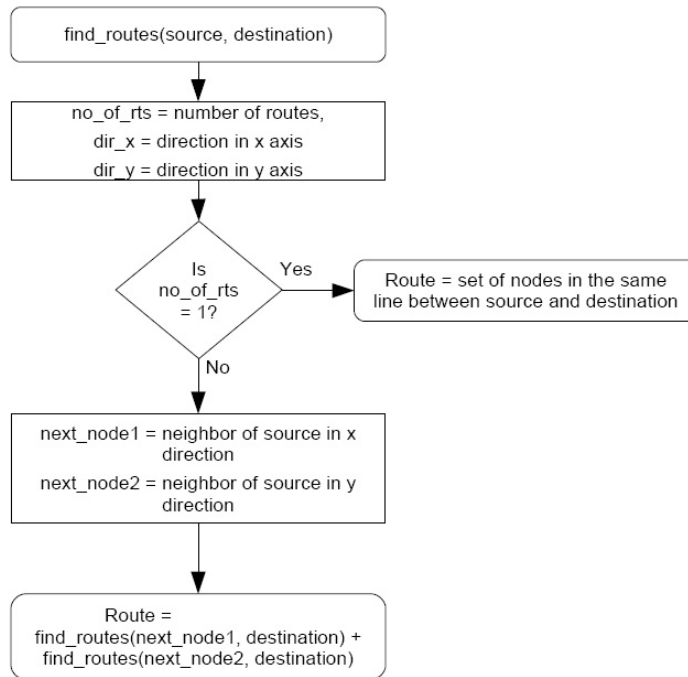 find_routes(source, destination)
no_of_rts = number of routes,
dir_x = direction in x axis
dir_y = direction in y axis
Is
no_of_rts
= 1?
Yes
Route = set of nodes in the same
line between source and destination
No
next_node1 = neighbor of source in x
direction
next_node2 = neighbor of source in y
direction
Route =
find_routes(next_node1, destination) +
find_routes(next_node2, destination)